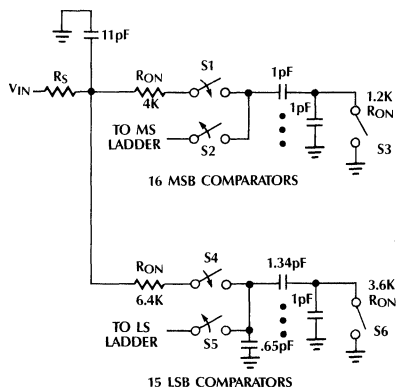 11pF
VIN
RS
RON
4K
S1
1pF
1pF
1.2K
RON
TO MS
LADDER
S2
S3
16 MSB COMPARATORS
RON
6.4K
S4
1.34pF
1pF
3.6K
RON
TO LS
LADDER
S5
.65pF
S6
15 LSB COMPARATORS